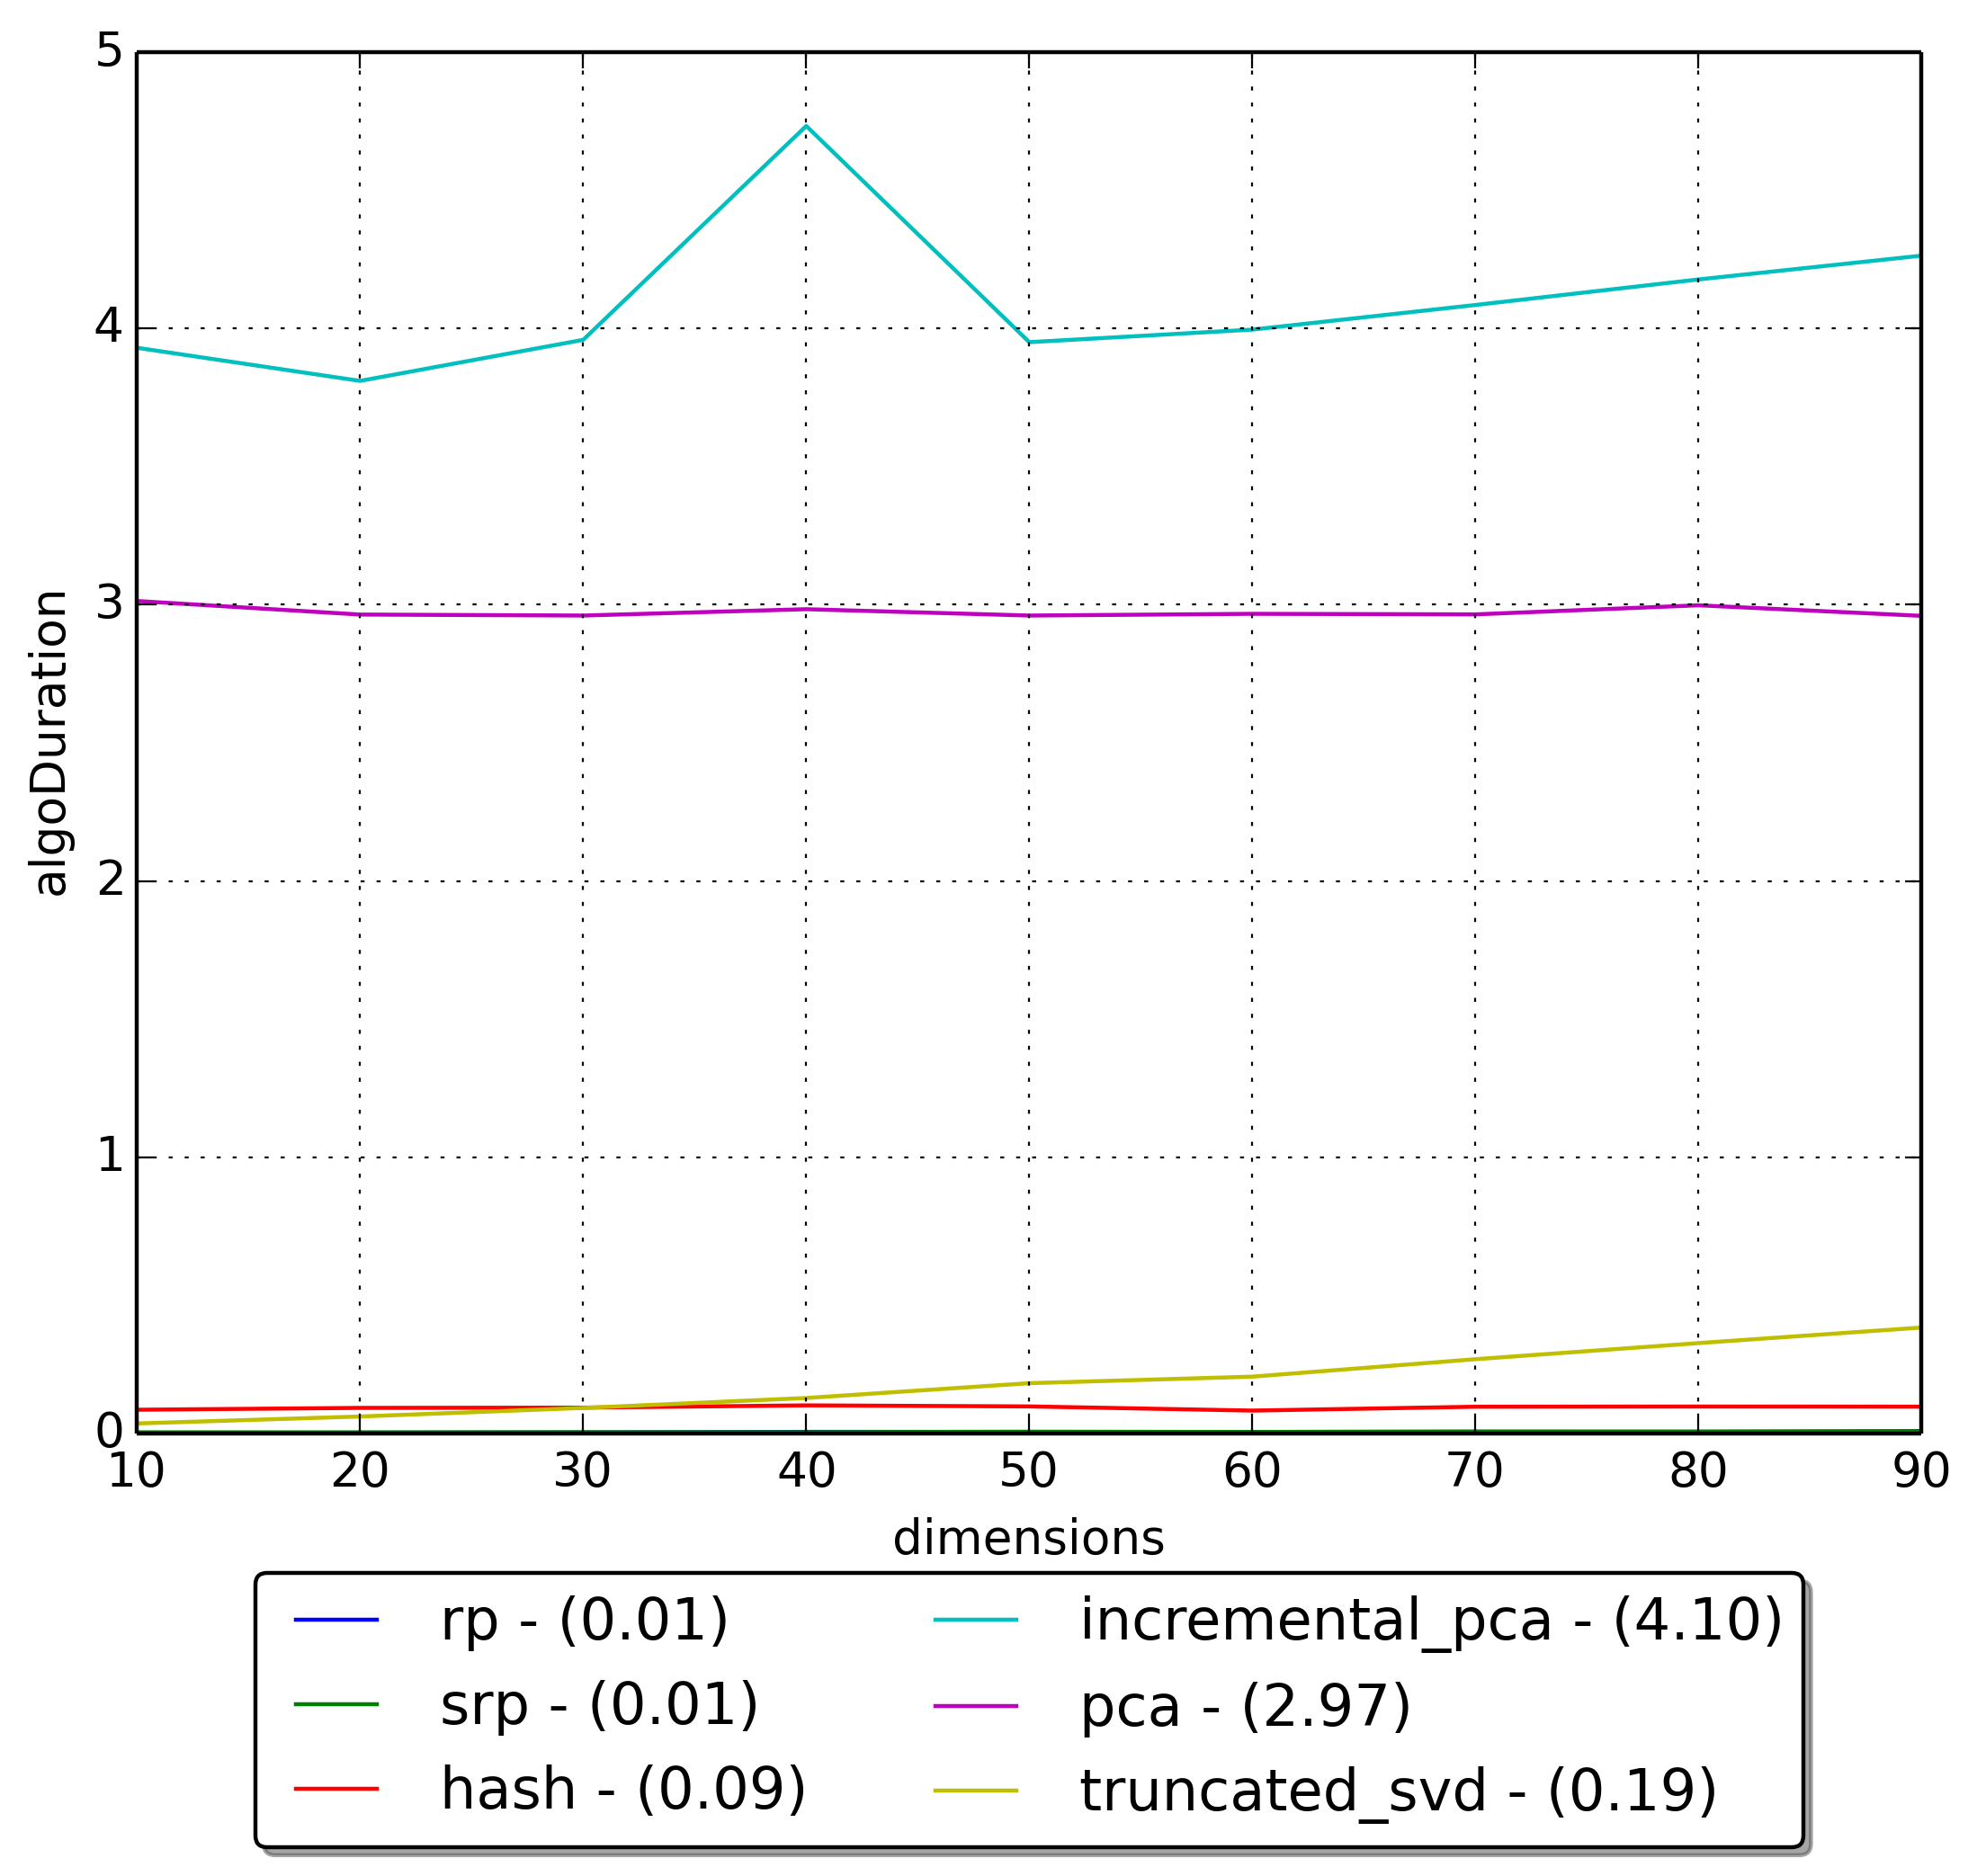 5
4
3
2
1
0
algoDuration
10 20 30 40 50 60 70 80 90
dimensions
rp - (0.01)
srp - (0.01)
hash - (0.09)
incremental_pca - (4.10)
pca - (2.97)
truncated_svd - (0.19)